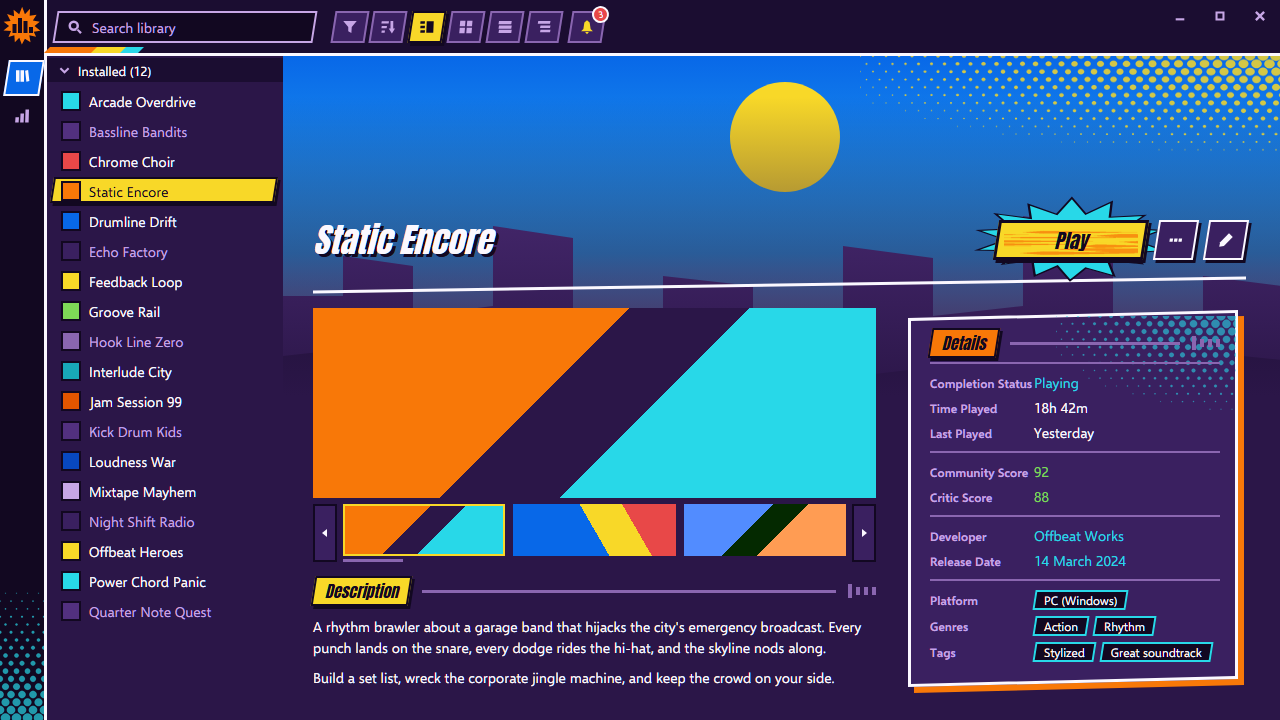 Search library
3
Installed (12)
Arcade Overdrive
Bassline Bandits
Chrome Choir
Static Encore
Drumline Drift
Echo Factory
Feedback Loop
Groove Rail
Hook Line Zero
Interlude City
Jam Session 99
Kick Drum Kids
Loudness War
Mixtape Mayhem
Night Shift Radio
Offbeat Heroes
Power Chord Panic
Quarter Note Quest
Static Encore
Play
Description
A rhythm brawler about a garage band that hijacks the city's emergency broadcast. Every
punch lands on the snare, every dodge rides the hi-hat, and the skyline nods along.
Build a set list, wreck the corporate jingle machine, and keep the crowd on your side.
Details
Completion Status Playing
Time Played 18h 42m
Last Played Yesterday
Community Score 92
Critic Score 88
Developer Offbeat Works
Release Date 14 March 2024
Platform PC (Windows)
Genres Action Rhythm
Tags Stylized Great soundtrack